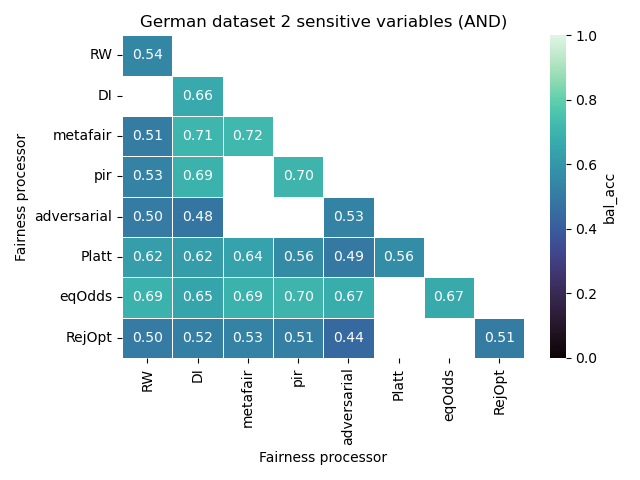 German dataset 2 sensitive variables (AND)
Fairness processor
RW 0.54
DI 0.66
metafair 0.51 0.71 0.72
pir 0.53 0.69 0.70
adversarial 0.50 0.48 0.53
Platt 0.62 0.62 0.64 0.56 0.49 0.56
eqOdds 0.69 0.65 0.69 0.70 0.67 0.67
RejOpt 0.50 0.52 0.53 0.51 0.44 0.51
RW DI metafair pir adversarial Platt eqOdds RejOpt
Fairness processor
1.0
0.8
0.6
0.4
0.2
0.0
bal_acc